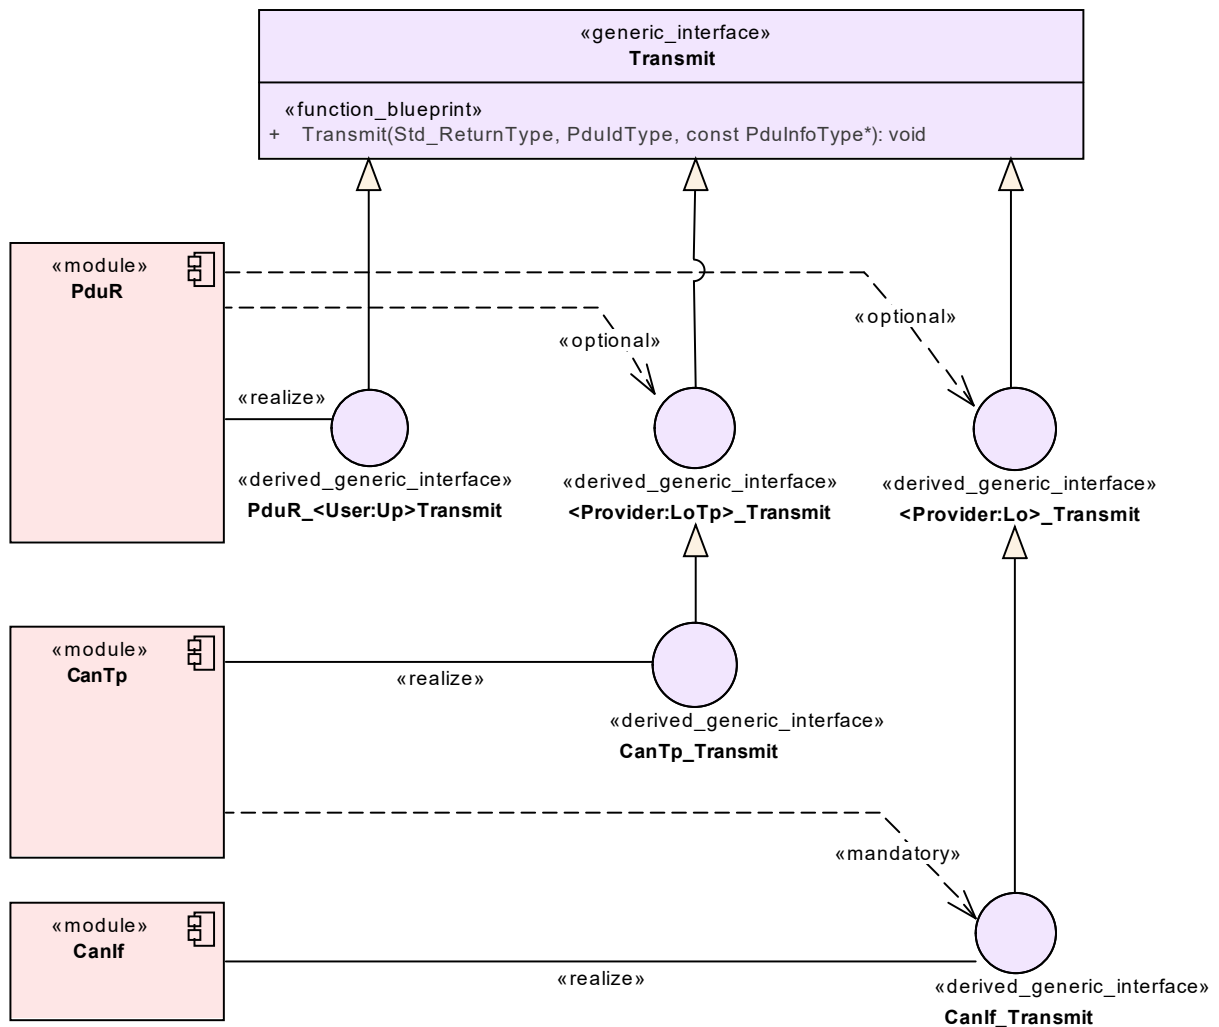 «generic_interface»
Transmit
«function_blueprint»
+ Transmit(Std_ReturnType, PduIdType, const PduInfoType*): void
«module»
PduR
«optional»
«optional»
«realize»
«derived_generic_interface»
PduR_<User:Up>Transmit
«derived_generic_interface»
<Provider:LoTp>_Transmit
«derived_generic_interface»
<Provider:Lo>_Transmit
«module»
CanTp
«realize»
«derived_generic_interface»
CanTp_Transmit
«mandatory»
«module»
CanIf
«realize»
«derived_generic_interface»
CanIf_Transmit